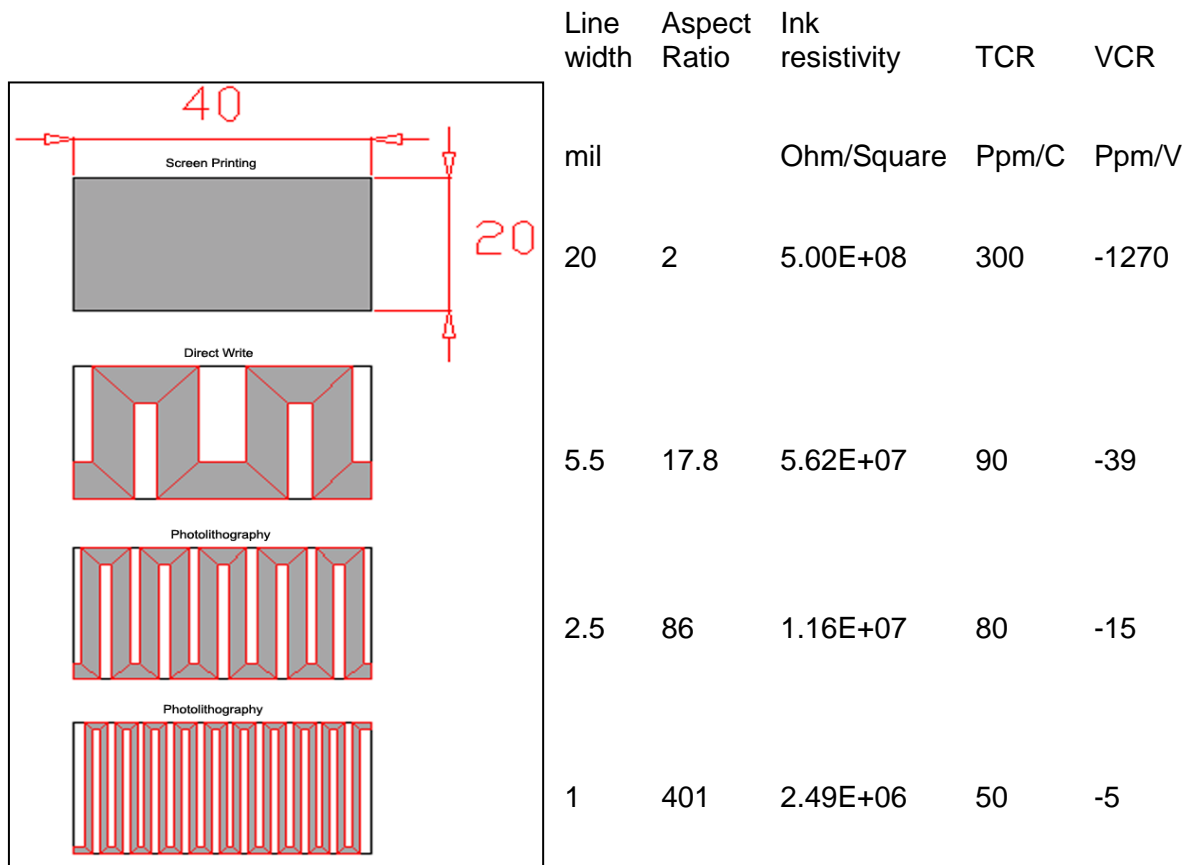 Line width Aspect Ratio Ink resistivity TCR VCR
mil Ohm/Square Ppm/C Ppm/V
40
Screen Printing
20
20 2 5.00E+08 300 -1270
Direct Write
5.5 17.8 5.62E+07 90 -39
Photolithography
2.5 86 1.16E+07 80 -15
Photolithography
1 401 2.49E+06 50 -5